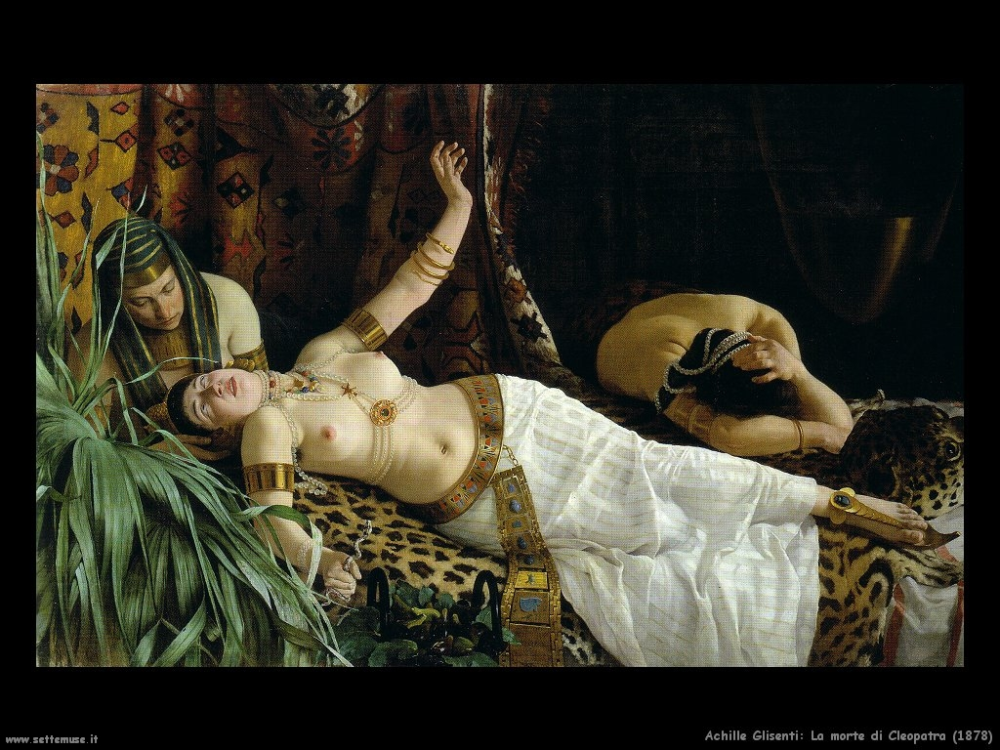 Achille Glisenti: La morte di Cleopatra (1878)
www.settemuse.it